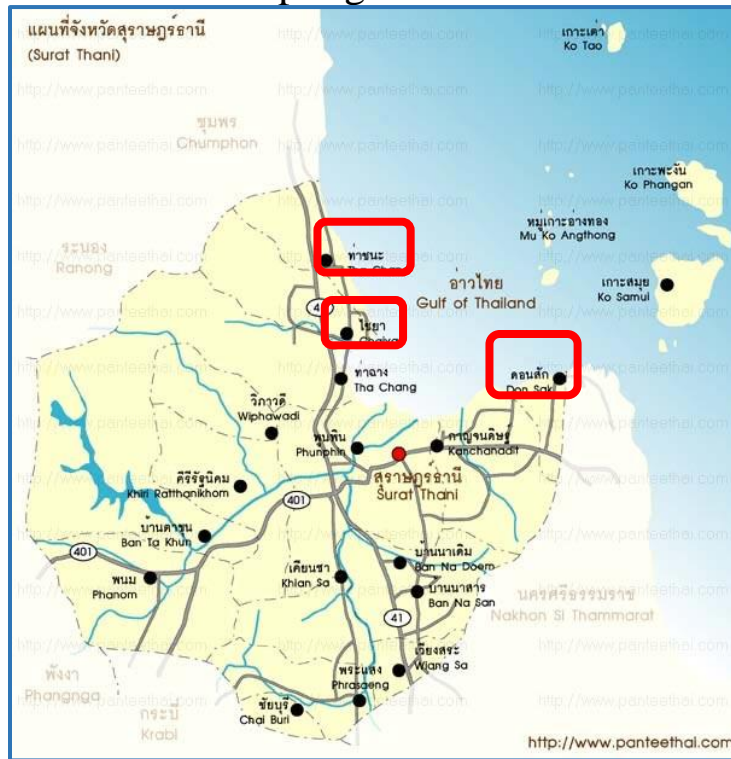 แผนที่จังหวัดสุราษฎร์ธานี
(Surat Thani)
เกาะเต่า
Ko Tao
ชุมพร
Chumphon
เกาะพะงัน
Ko Phangan
หมู่เกาะอ่างทอง
Mu Ko Angthong
ระนอง
Ranong
ท่าชนะ
อ่าวไทย
Gulf of Thailand
เกาะสมุย
Ko Samui
ไชยา
ท่าฉาง
Tha Chang
ดอนสัก
Don Sak
วิภาวดี
Wiphawadi
พุนพิน
Phunphin
กาญจนดิษฐ์
Kanchanadit
สุราษฎร์ธานี
Surat Thani
คีรีรัฐนิคม
Khiri Ratthanikhom
401
บ้านตาขุน
Ban Ta Khun
401
พนม
Phanom
เคียนซา
Khian Sa
บ้านนาเดิม
Ban Na Doem
บ้านนาสาร
Ban Na San
นครศรีธรรมราช
Nakhon Si Thammarat
41
เวียงสระ
Wiang Sa
พระแสง
Phrasaeng
พังงา
Phangnga
ชัยบุรี
Chai Buri
กระบี่
Krabi
http://www.panteethai.com